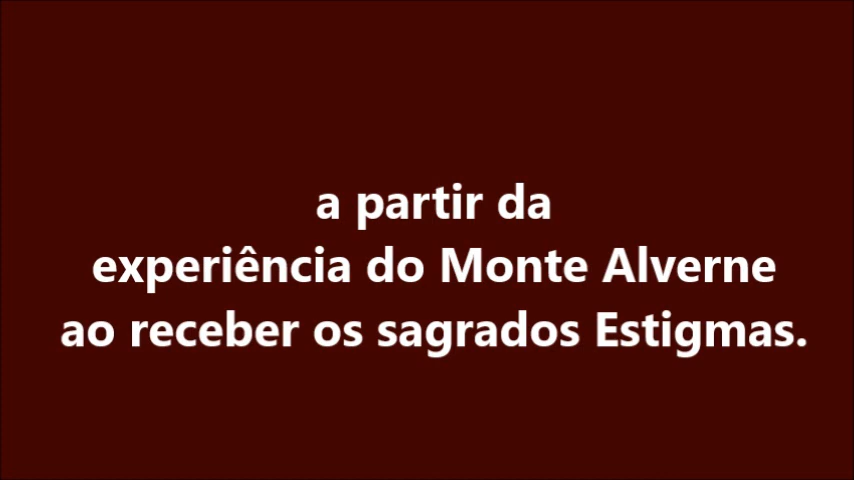 a partir da
experiência do Monte Alverne
ao receber os sagrados Estigmas.